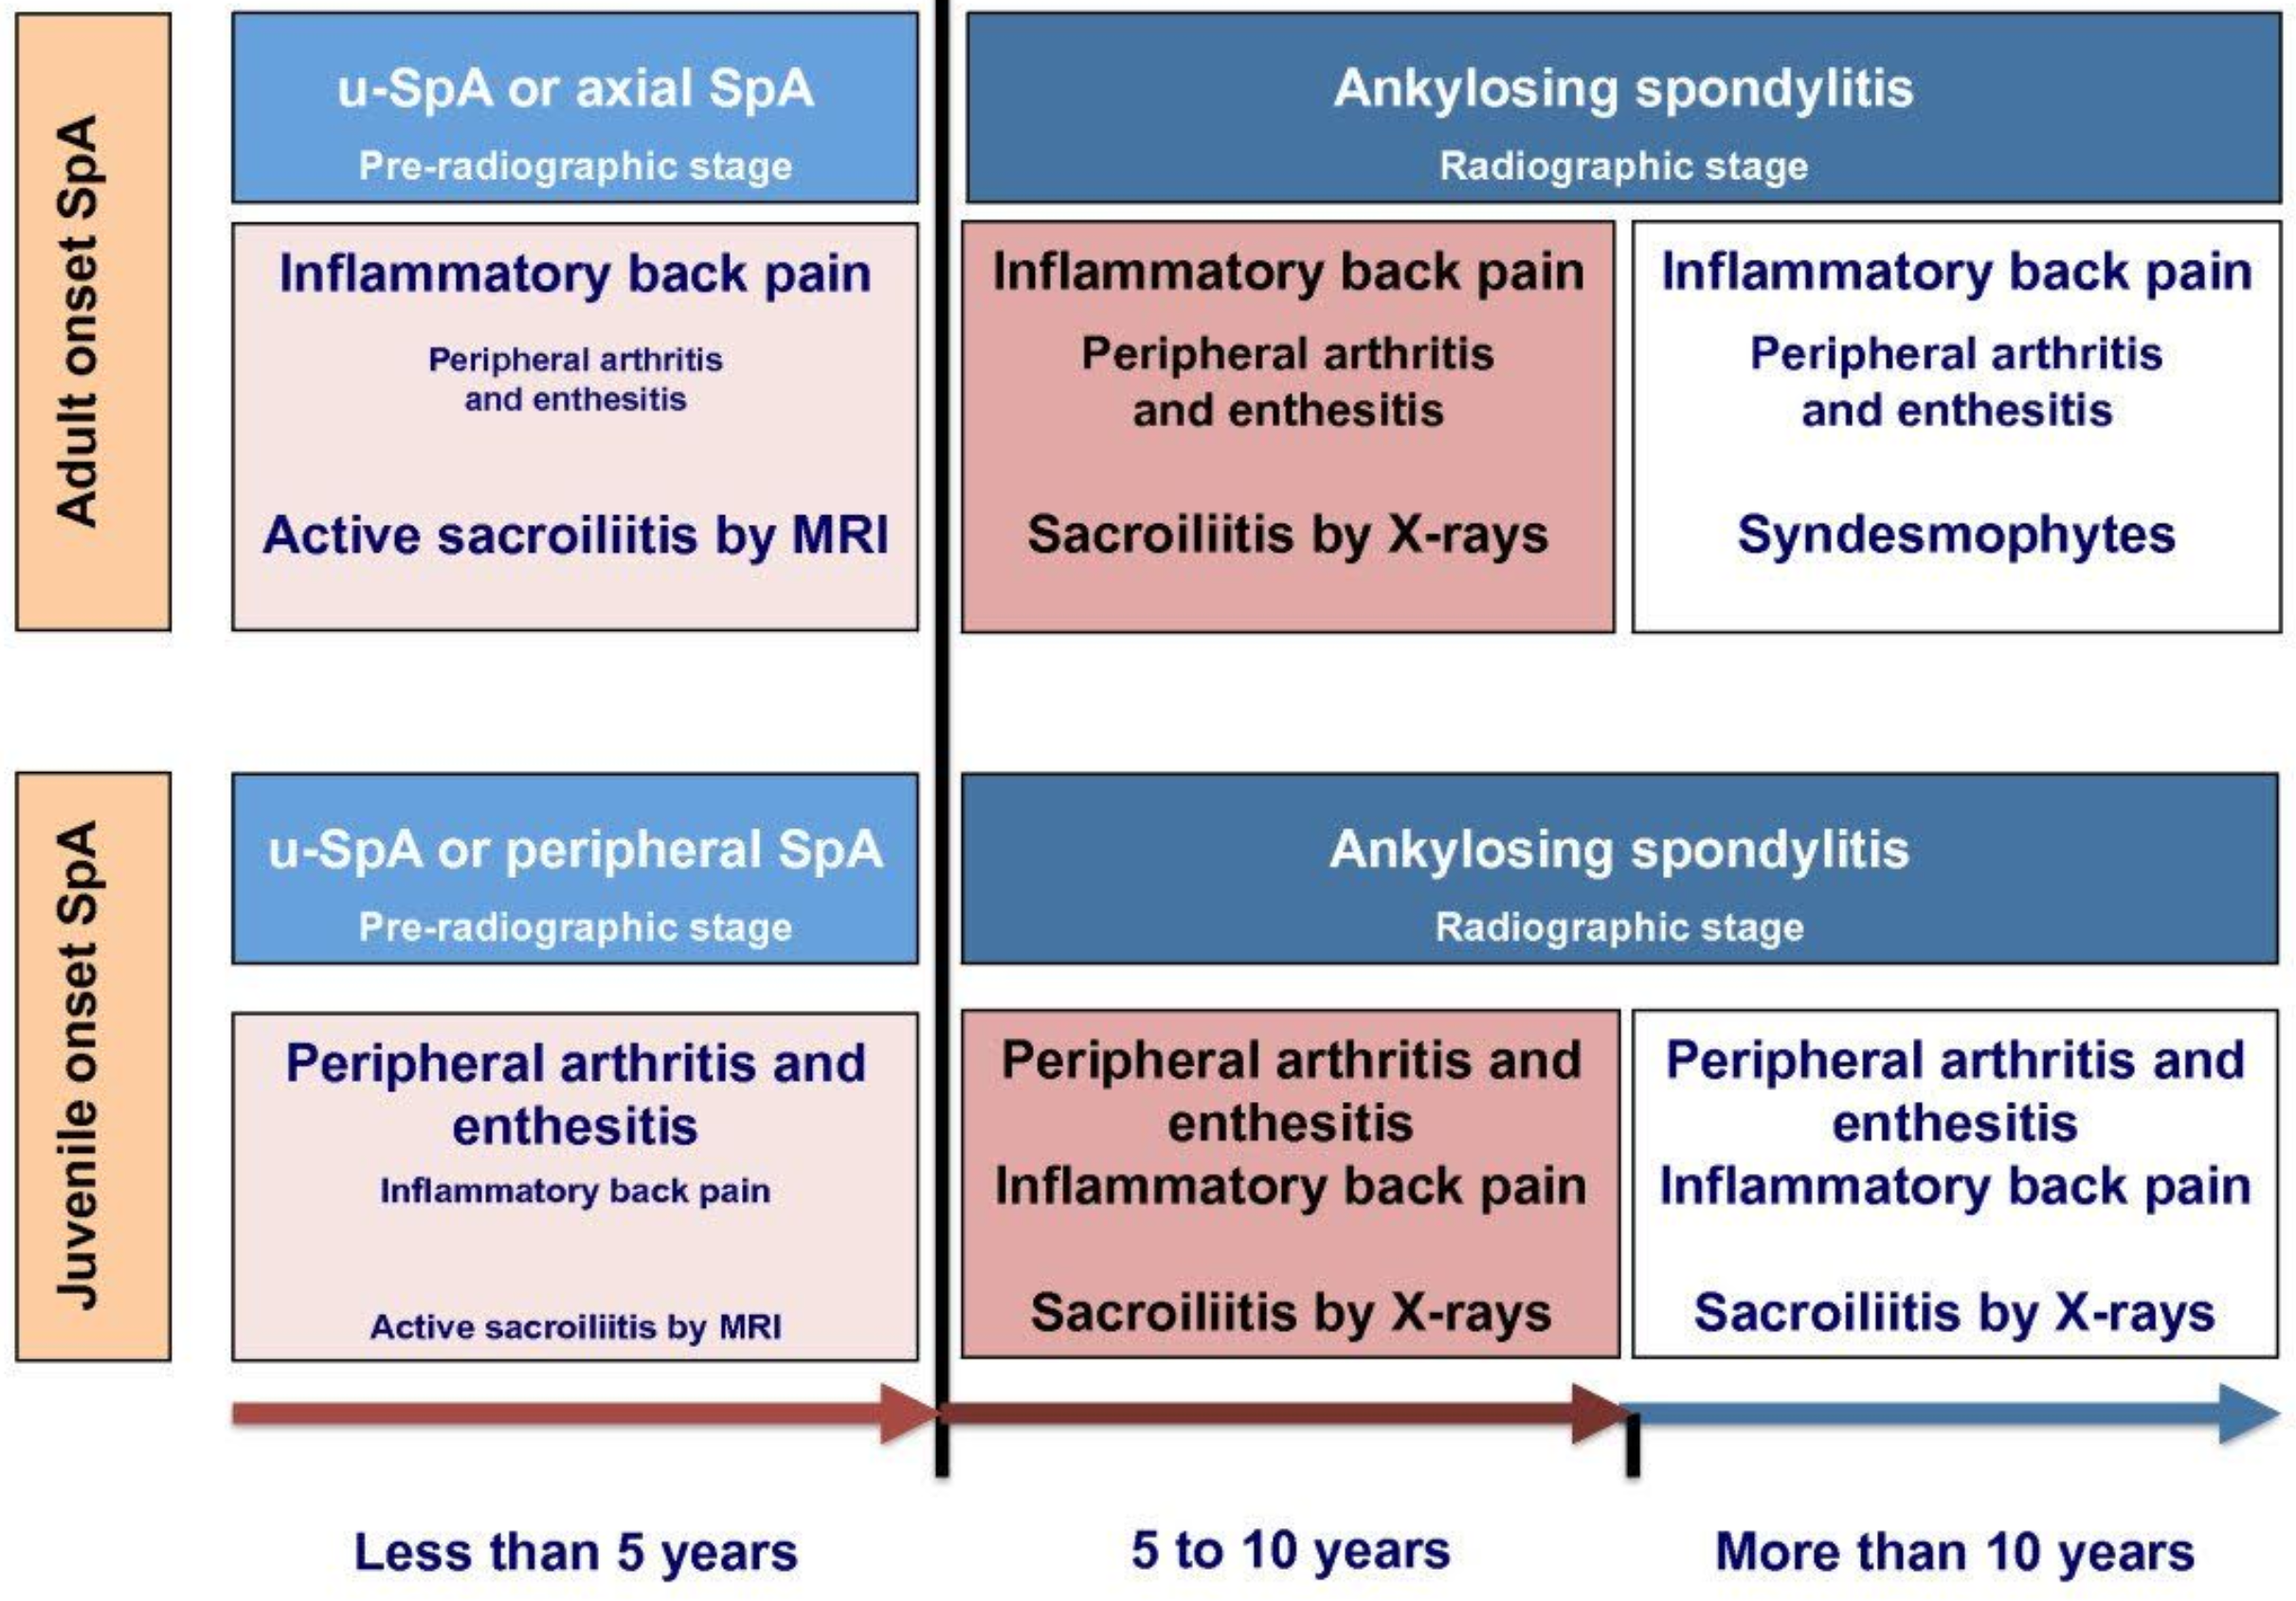 Adult onset SpA
u-SpA or axial SpA
Pre-radiographic stage
Ankylosing spondylitis
Radiographic stage
Inflammatory back pain
Peripheral arthritis
and enthesitis
Active sacroiliitis by MRI
Inflammatory back pain
Peripheral arthritis
and enthesitis
Sacroiliitis by X-rays
Inflammatory back pain
Peripheral arthritis
and enthesitis
Syndesmophytes
Juvenile onset SpA
u-SpA or peripheral SpA
Pre-radiographic stage
Ankylosing spondylitis
Radiographic stage
Peripheral arthritis and
enthesitis
Inflammatory back pain
Active sacroiliitis by MRI
Peripheral arthritis and
enthesitis
Inflammatory back pain
Sacroiliitis by X-rays
Peripheral arthritis and
enthesitis
Inflammatory back pain
Sacroiliitis by X-rays
Less than 5 years
5 to 10 years
More than 10 years